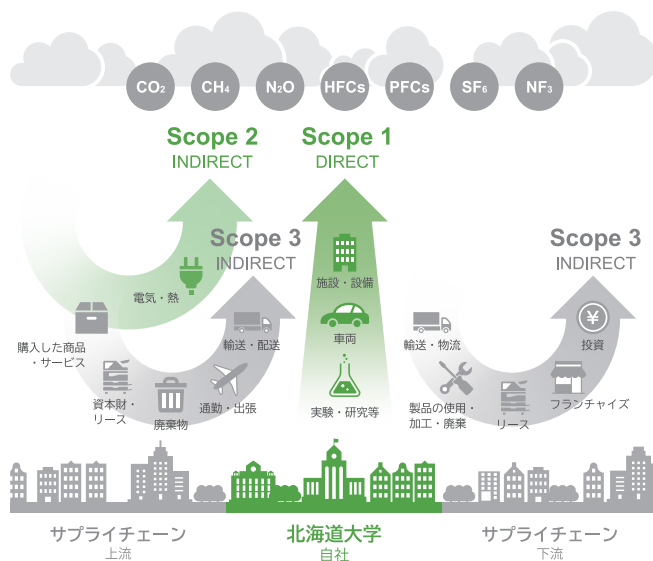 CO₂ CH₄ N₂O HFCs PFCs SF₆ NF₃
Scope 2
INDIRECT
Scope 1
DIRECT
Scope 3
INDIRECT
Scope 3
INDIRECT
電気・熱
購入した商品
・サービス
資本財・
リース
廃棄物
通勤・出張
輸送・配送
施設・設備
車両
実験・研究等
輸送・物流
製品の使用・
加工・廃棄
リース
フランチャイズ
¥
投資
サプライチェーン
上流
北海道大学
自社
サプライチェーン
下流